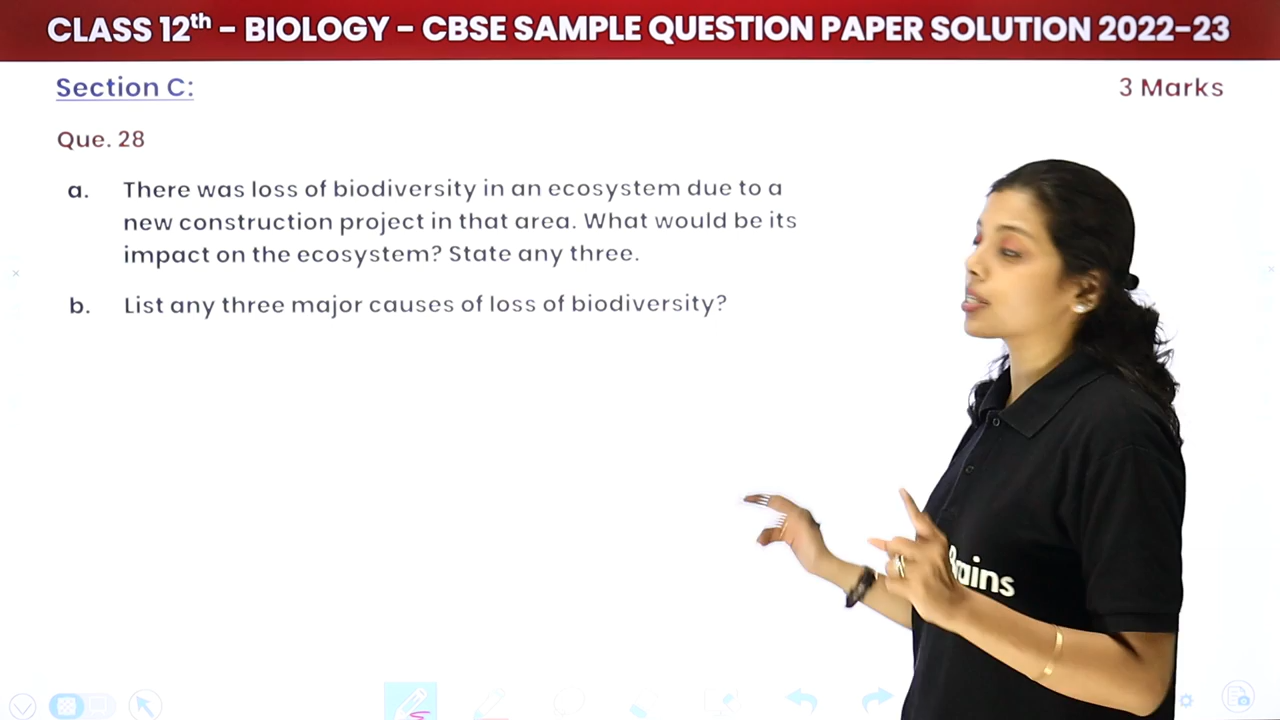 CLASS 12th – BIOLOGY – CBSE SAMPLE QUESTION PAPER SOLUTION 2022–23
Section C:
3 Marks
Que. 28
a. There was loss of biodiversity in an ecosystem due to a
new construction project in that area. What would be its
impact on the ecosystem? State any three.
b. List any three major causes of loss of biodiversity?